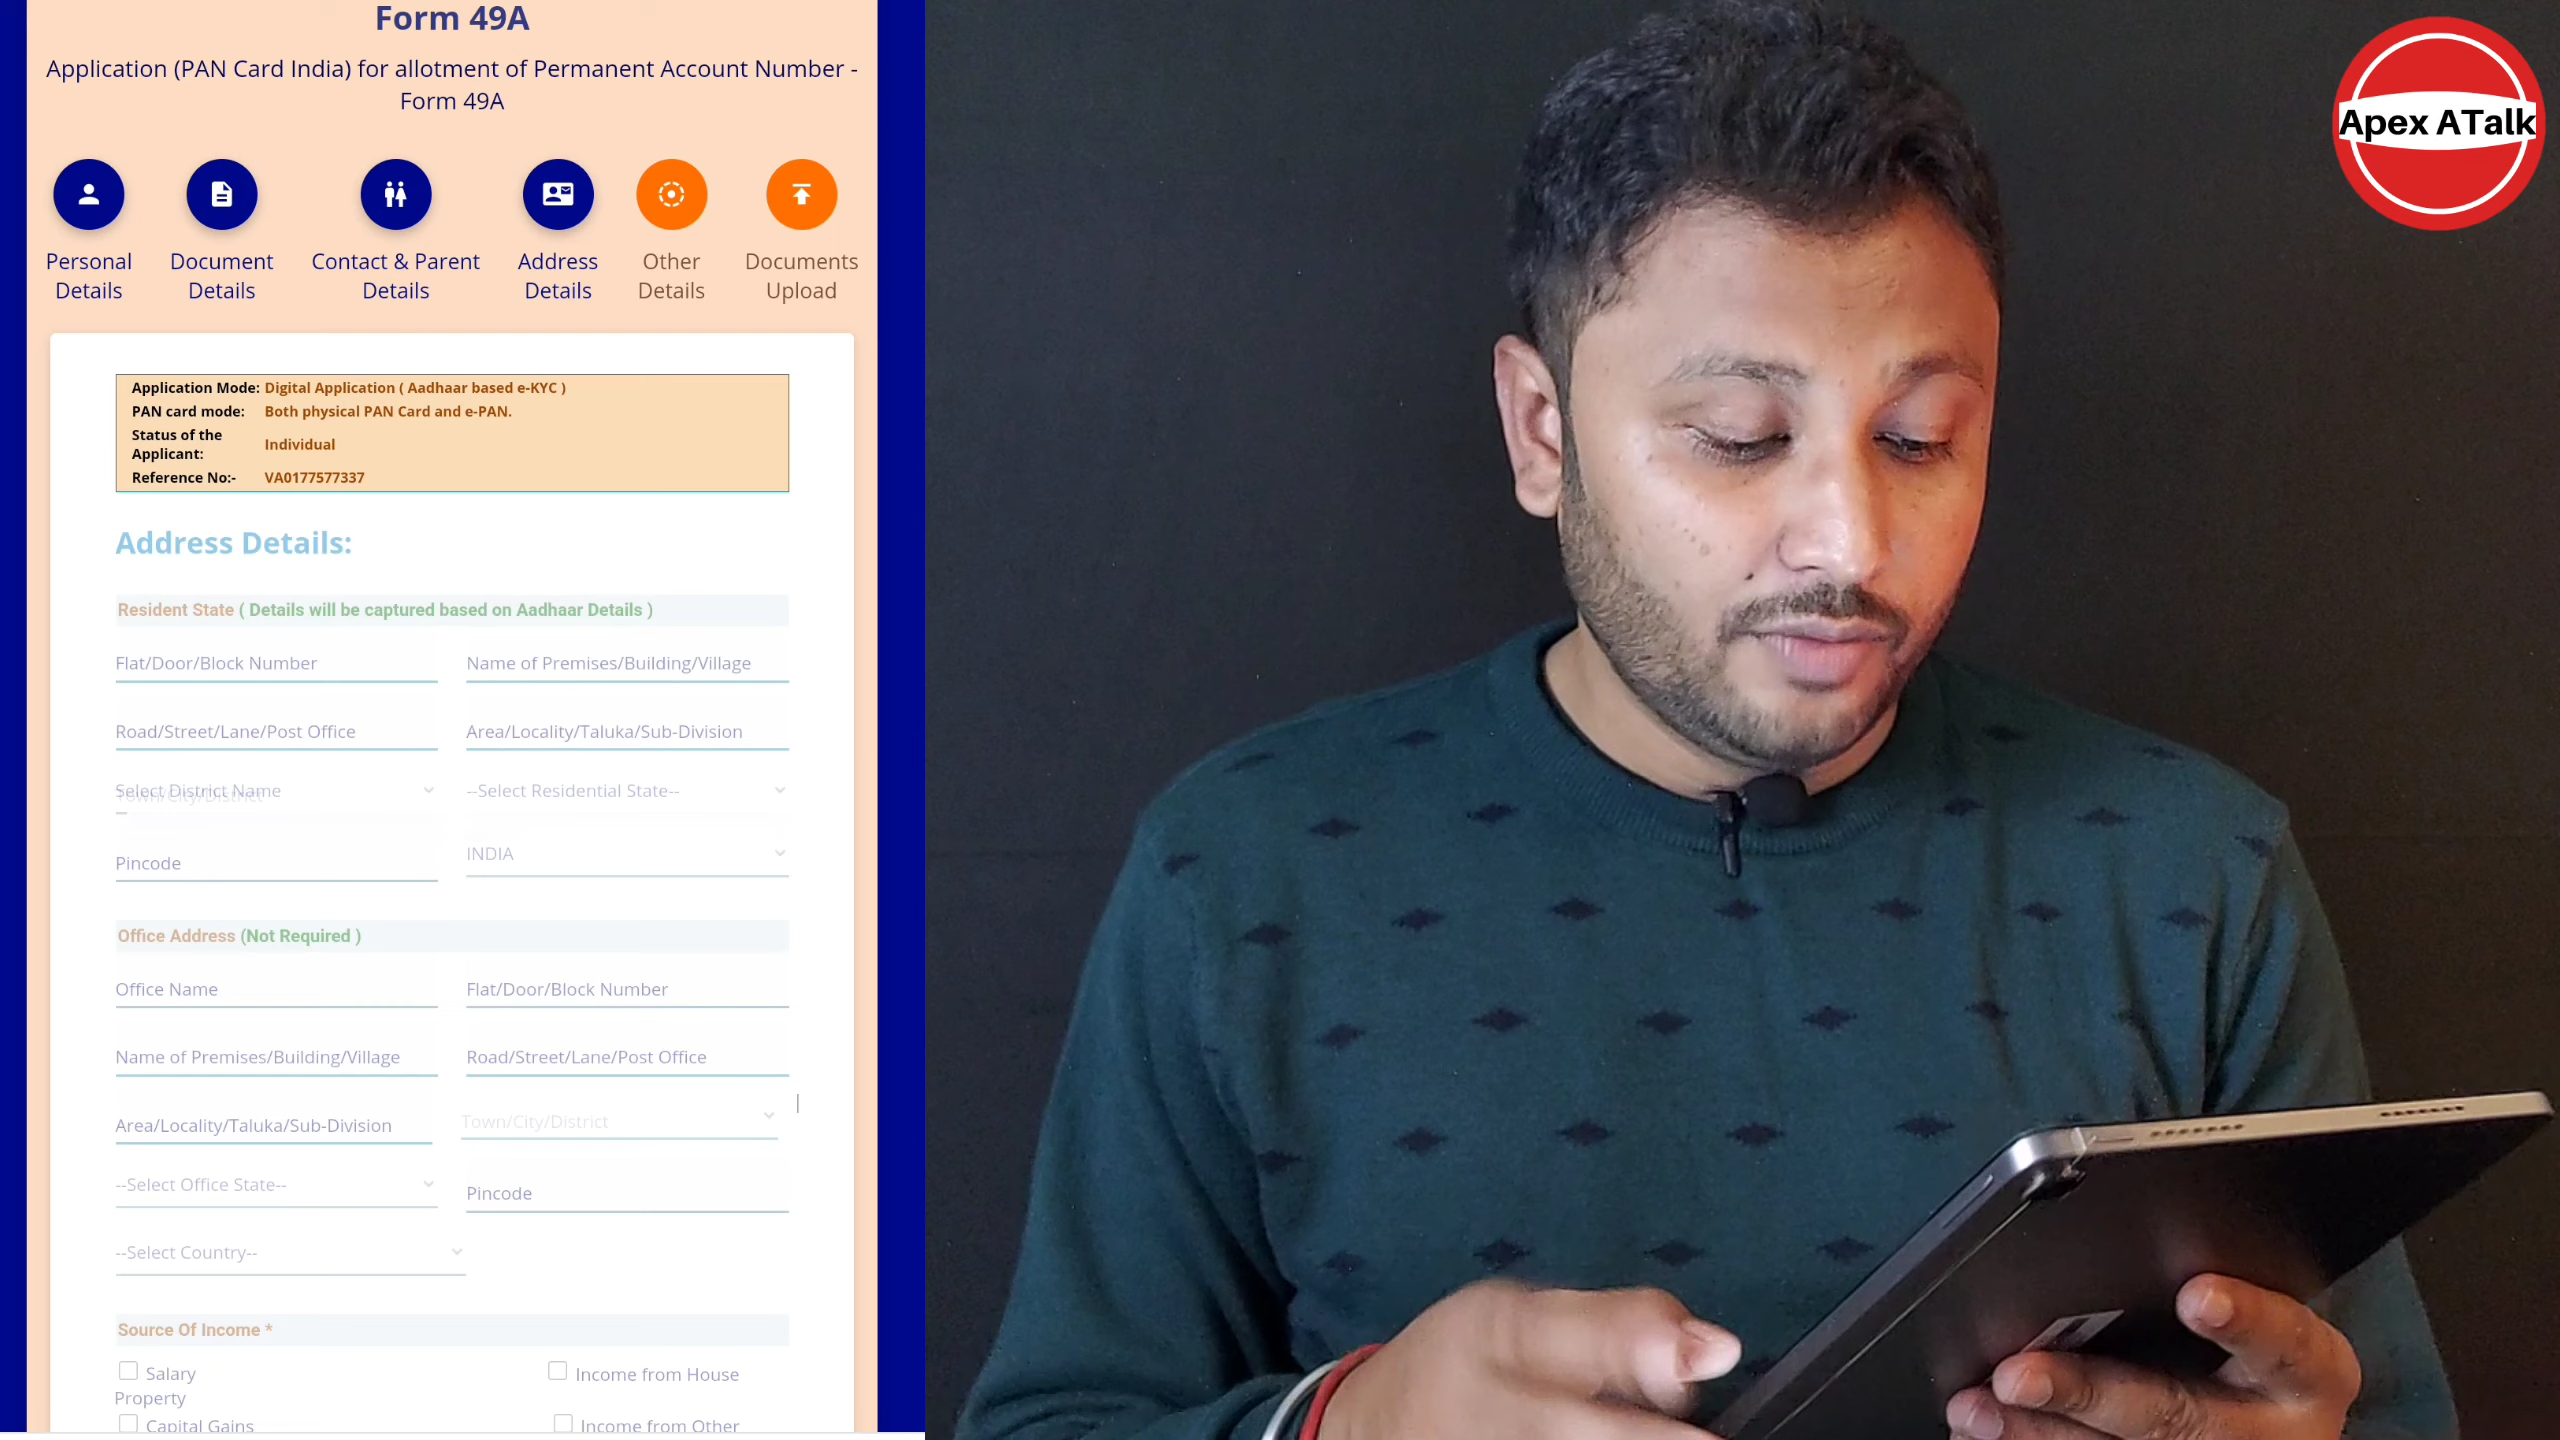 Form 49A
Application (PAN Card India) for allotment of Permanent Account Number -
Form 49A
Personal
Details
Document
Details
Contact & Parent
Details
Address
Details
Other
Details
Documents
Upload
Application Mode: Digital Application ( Aadhaar based e-KYC )
PAN card mode: Both physical PAN Card and e-PAN.
Status of the
Applicant: Individual
Reference No:- VA0177577337
Address Details:
Resident State ( Details will be captured based on Aadhaar Details )
Flat/Door/Block Number Name of Premises/Building/Village
Road/Street/Lane/Post Office Area/Locality/Taluka/Sub-Division
Select District Name --Select Residential State--
Town/City/District
Pincode INDIA
Office Address (Not Required )
Office Name Flat/Door/Block Number
Name of Premises/Building/Village Road/Street/Lane/Post Office
Area/Locality/Taluka/Sub-Division Town/City/District
--Select Office State-- Pincode
--Select Country--
Source Of Income *
Salary Income from House
Property
Capital Gains Income from Other
Apex ATalk